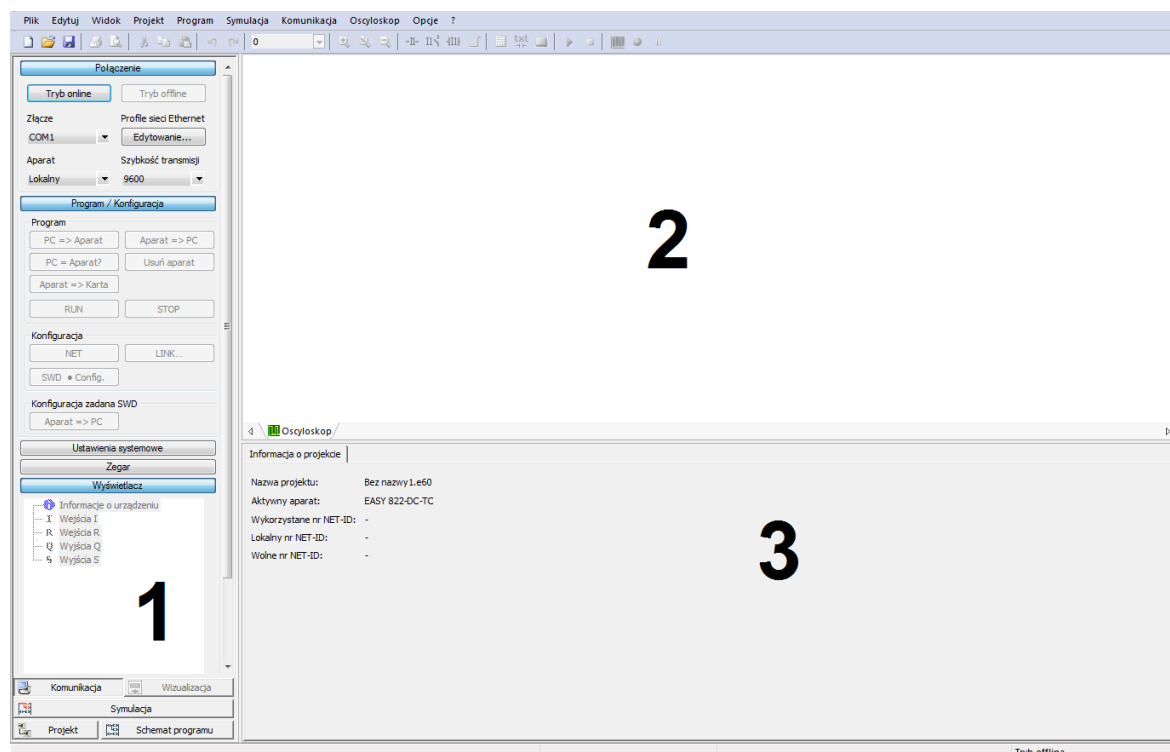 Plik Edytuj Widok Projekt Program Symulacja Komunikacja Oscyloskop Opcje ?
0
Połączenie
Tryb online Tryb offline
Złącze Profile sieci Ethernet
COM1 Edytowanie...
Aparat Szybkość transmisji
Lokalny 9600
Program / Konfiguracja
Program
PC => Aparat Aparat => PC
PC = Aparat? Usuń aparat
Aparat => Karta
RUN STOP
Konfiguracja
NET LINK...
SWD • Config.
Konfiguracja zadana SWD
Aparat => PC
Ustawienia systemowe
Zegar
Wyświetlacz
Informacje o urządzeniu
I Wejścia I
R Wejścia R
Q Wyjścia Q
S Wyjścia S
1
Komunikacja Wizualizacja
Symulacja
Projekt Schemat programu
2
Oscyloskop
Informacja o projekcie
Nazwa projektu: Bez nazwy1.e60
Aktywny aparat: EASY 822-DC-TC
Wykorzystane nr NET-ID: -
Lokalny nr NET-ID: -
Wolne nr NET-ID: -
3
Tryb offline